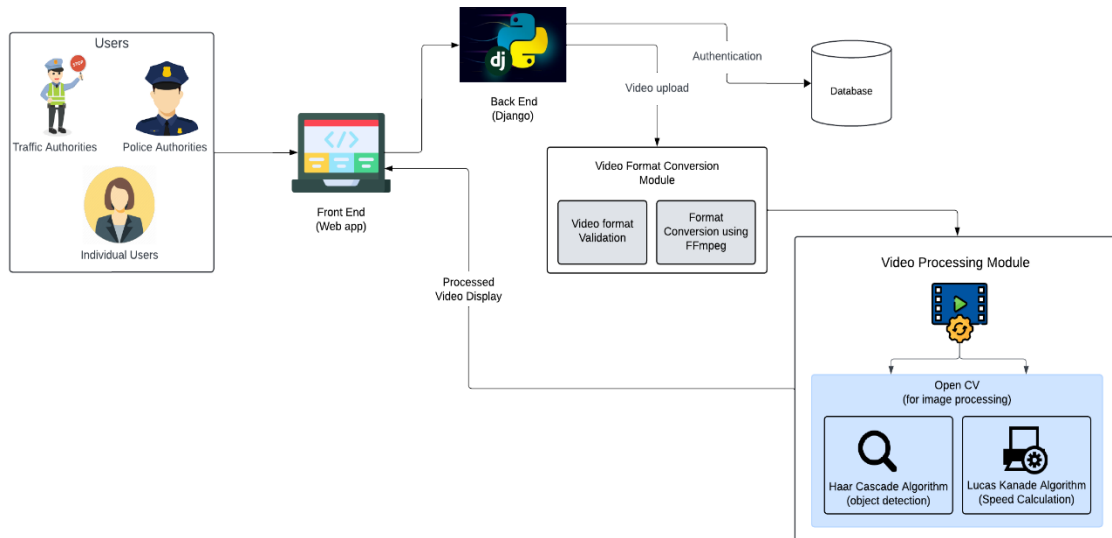 Users
STOP
Traffic Authorities
Police Authorities
Individual Users
</>
Front End
(Web app)
dj
Back End
(Django)
Authentication
Video upload
Database
Video Format Conversion
Module
Video format
Validation
Format
Conversion using
FFmpeg
Processed
Video Display
Video Processing Module
Open CV
(for image processing)
Haar Cascade Algorithm
(object detection)
Lucas Kanade Algorithm
(Speed Calculation)